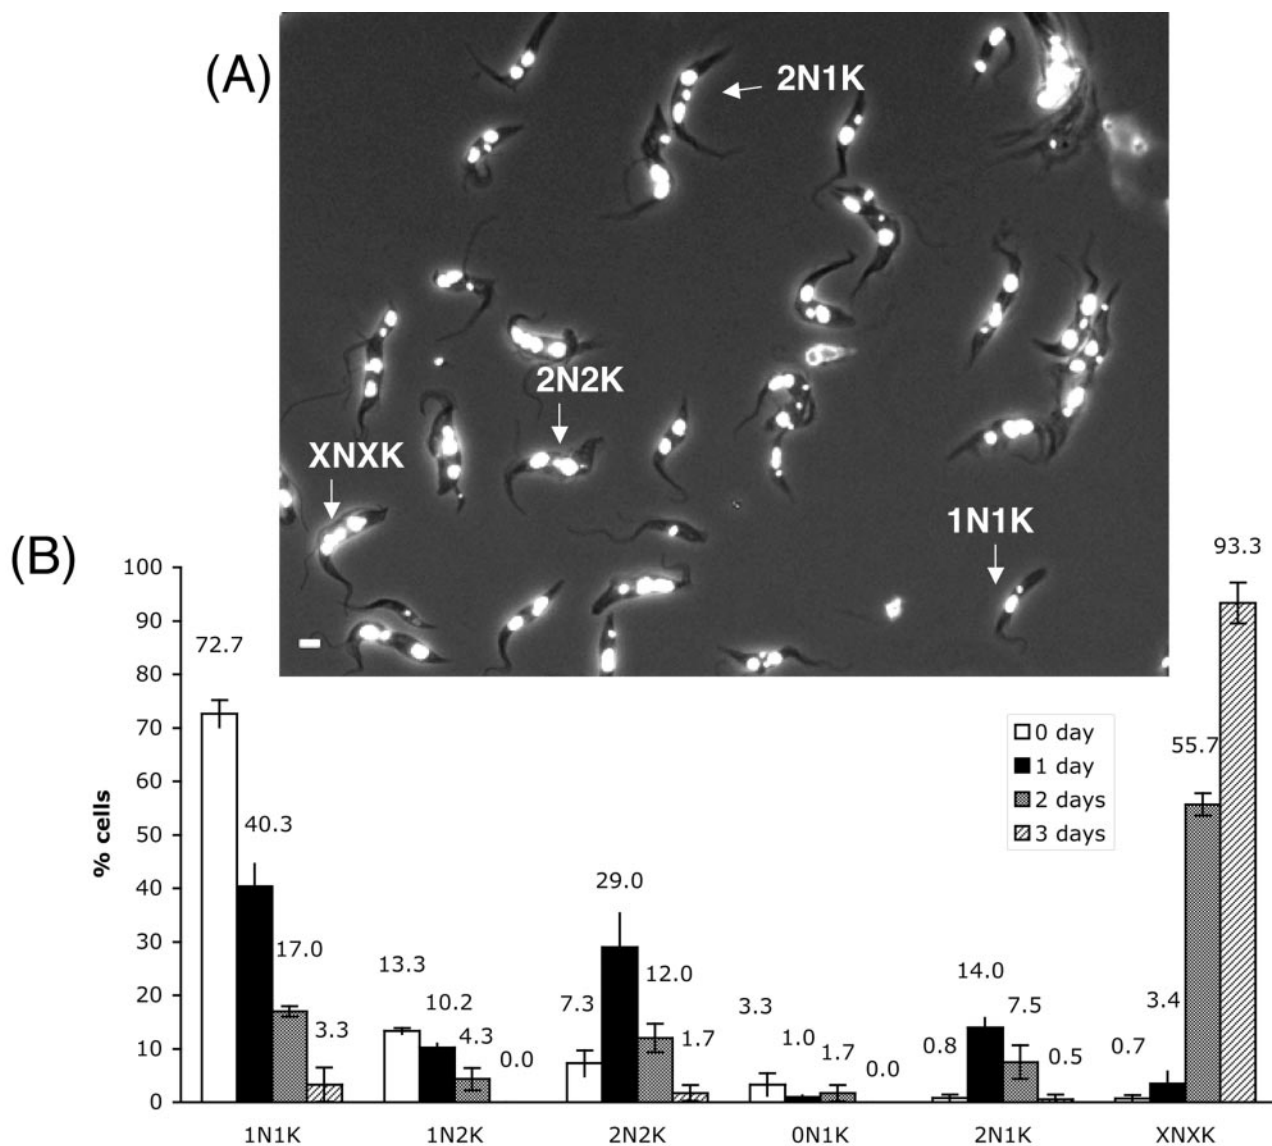 (A)
2N1K
2N2K
XNXK
1N1K
(B)
% cells
100
90
80
70
60
50
40
30
20
10
0
72.7
40.3
17.0
3.3
13.3
10.2
4.3
0.0
7.3
29.0
12.0
1.7
3.3
1.0
1.7
0.0
0.8
14.0
7.5
0.5
0.7
3.4
55.7
93.3
0 day
1 day
2 days
3 days
1N1K
1N2K
2N2K
0N1K
2N1K
XNXK